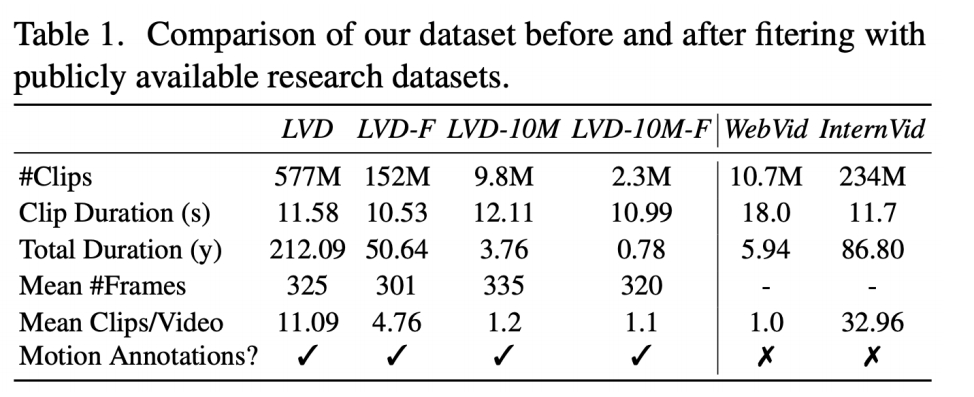 Table 1. Comparison of our dataset before and after fitering with
publicly available research datasets.
LVD LVD-F LVD-10M LVD-10M-F WebVid InternVid
#Clips 577M 152M 9.8M 2.3M 10.7M 234M
Clip Duration (s) 11.58 10.53 12.11 10.99 18.0 11.7
Total Duration (y) 212.09 50.64 3.76 0.78 5.94 86.80
Mean #Frames 325 301 335 320 - -
Mean Clips/Video 11.09 4.76 1.2 1.1 1.0 32.96
Motion Annotations? ✓ ✓ ✓ ✓ ✗ ✗